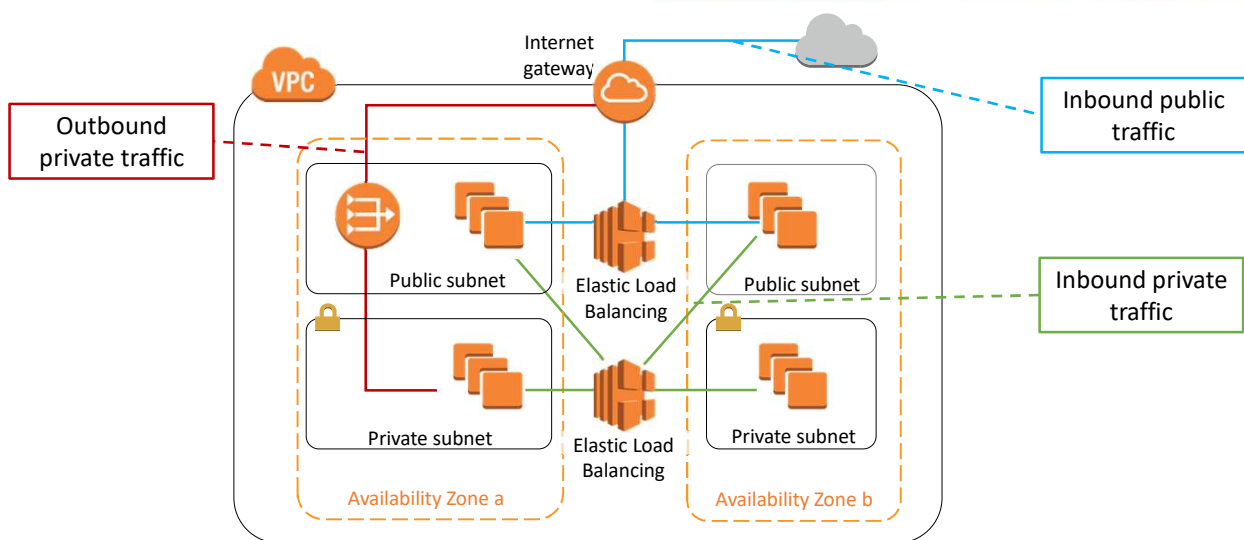 Internet
gateway
VPC
Outbound
private traffic
Inbound public
traffic
Public subnet
Elastic Load
Balancing
Public subnet
Inbound private
traffic
Private subnet
Elastic Load
Balancing
Private subnet
Availability Zone a
Availability Zone b